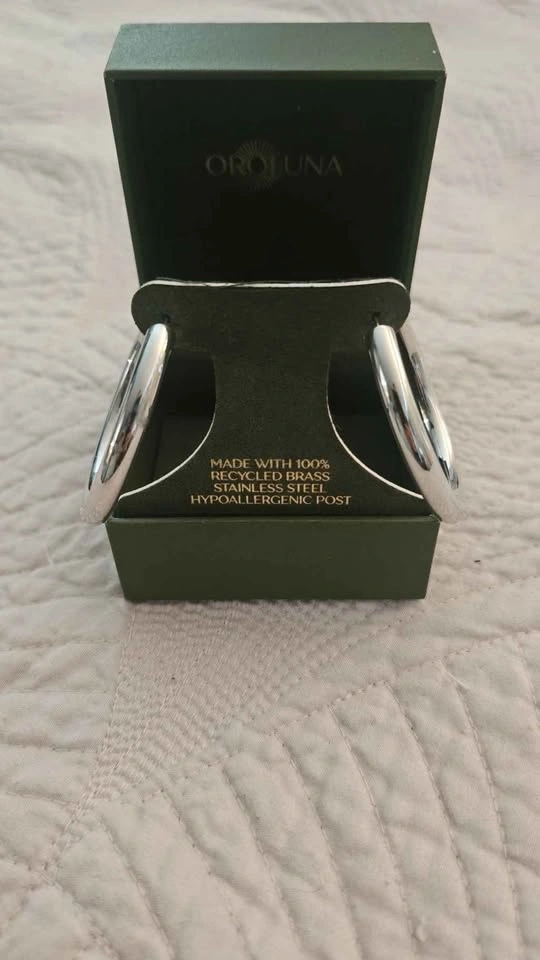 OROLUNA
MADE WITH 100%
RECYCLED BRASS
STAINLESS STEEL
HYPOALLERGENIC POST